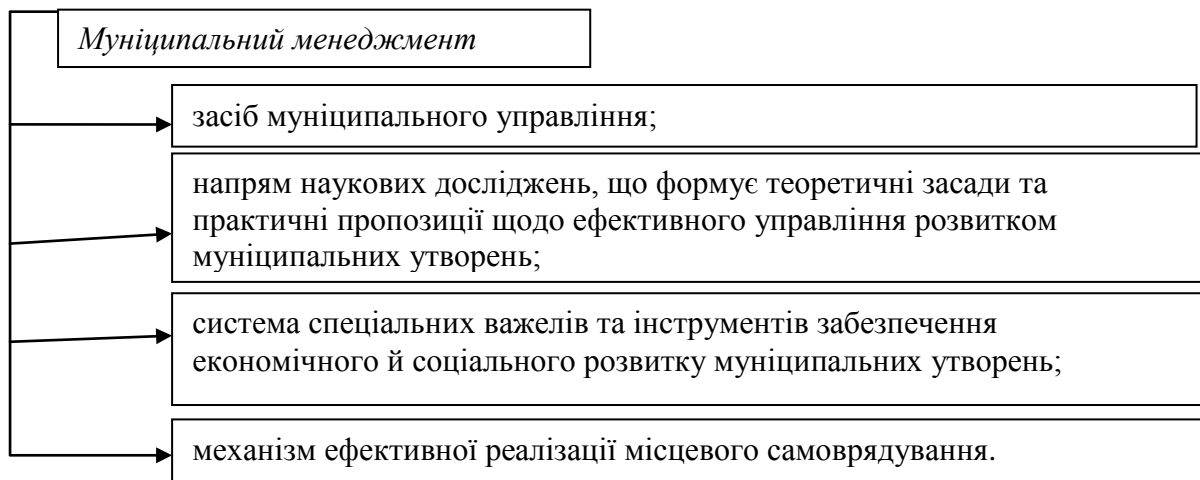 Муніципальний менеджмент
засіб муніципального управління;
напрям наукових досліджень, що формує теоретичні засади та
практичні пропозиції щодо ефективного управління розвитком
муніципальних утворень;
система спеціальних важелів та інструментів забезпечення
економічного й соціального розвитку муніципальних утворень;
механізм ефективної реалізації місцевого самоврядування.